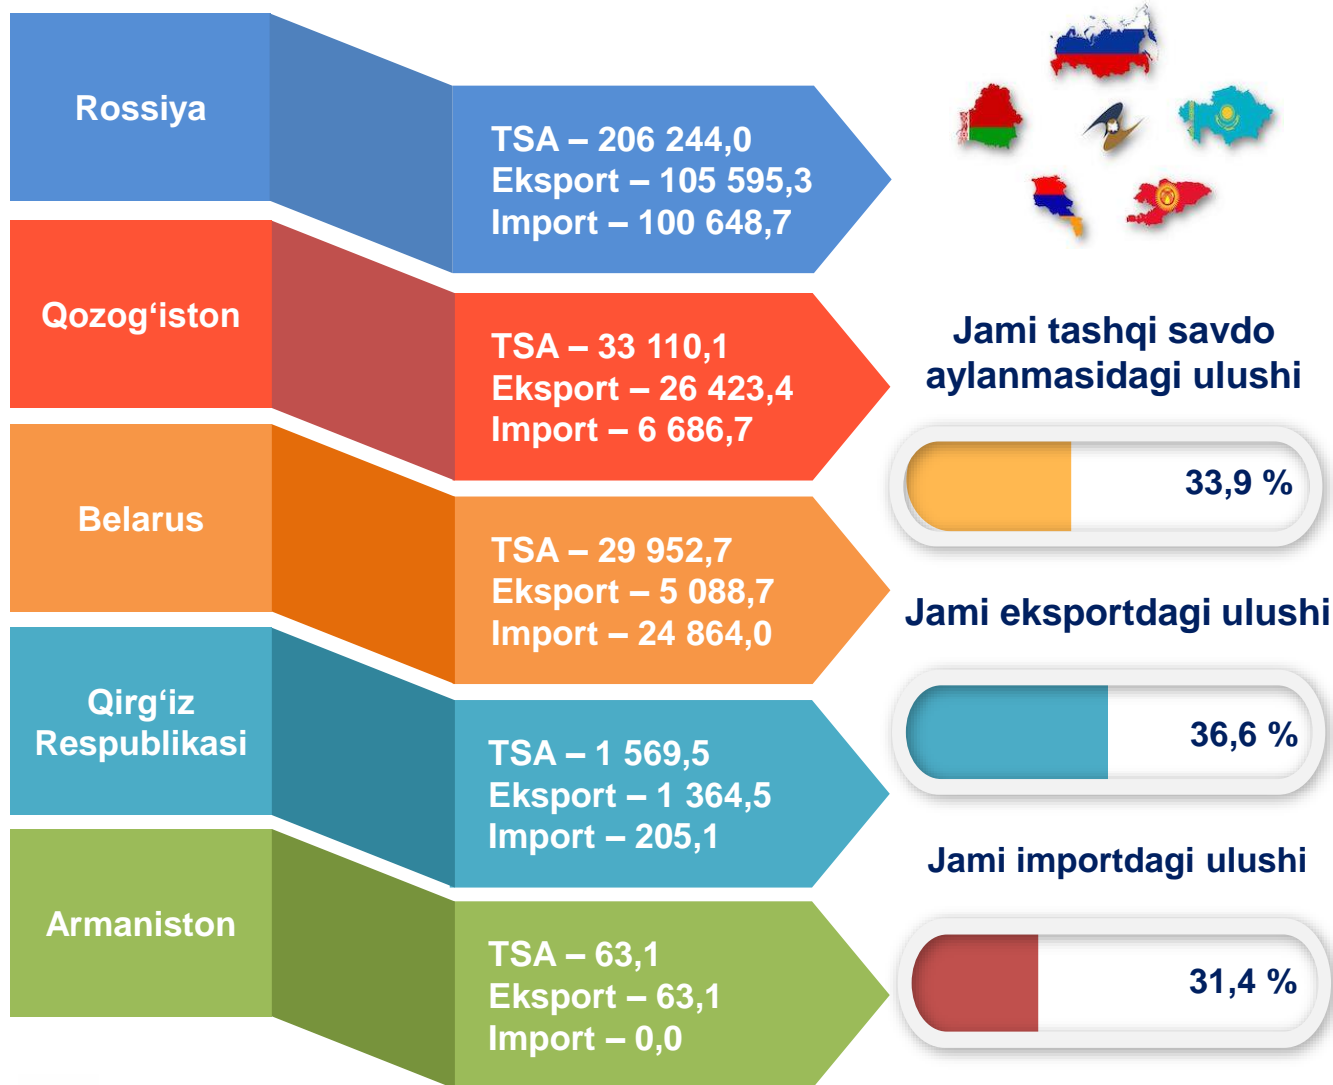 Rossiya
TSA – 206 244,0
Eksport – 105 595,3
Import – 100 648,7
Qozog‘iston
TSA – 33 110,1
Eksport – 26 423,4
Import – 6 686,7
Belarus
TSA – 29 952,7
Eksport – 5 088,7
Import – 24 864,0
Qirg‘iz
Respublikasi
TSA – 1 569,5
Eksport – 1 364,5
Import – 205,1
Armaniston
TSA – 63,1
Eksport – 63,1
Import – 0,0
Jami tashqi savdo
aylanmasidagi ulushi
33,9 %
Jami eksportdagi ulushi
36,6 %
Jami importdagi ulushi
31,4 %